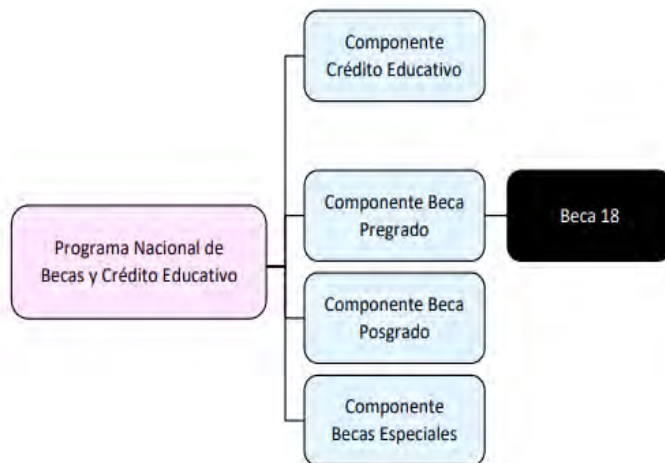 Componente
Crédito Educativo
Componente Beca
Pregrado
Beca 18
Programa Nacional de
Becas y Crédito Educativo
Componente Beca
Posgrado
Componente
Becas Especiales